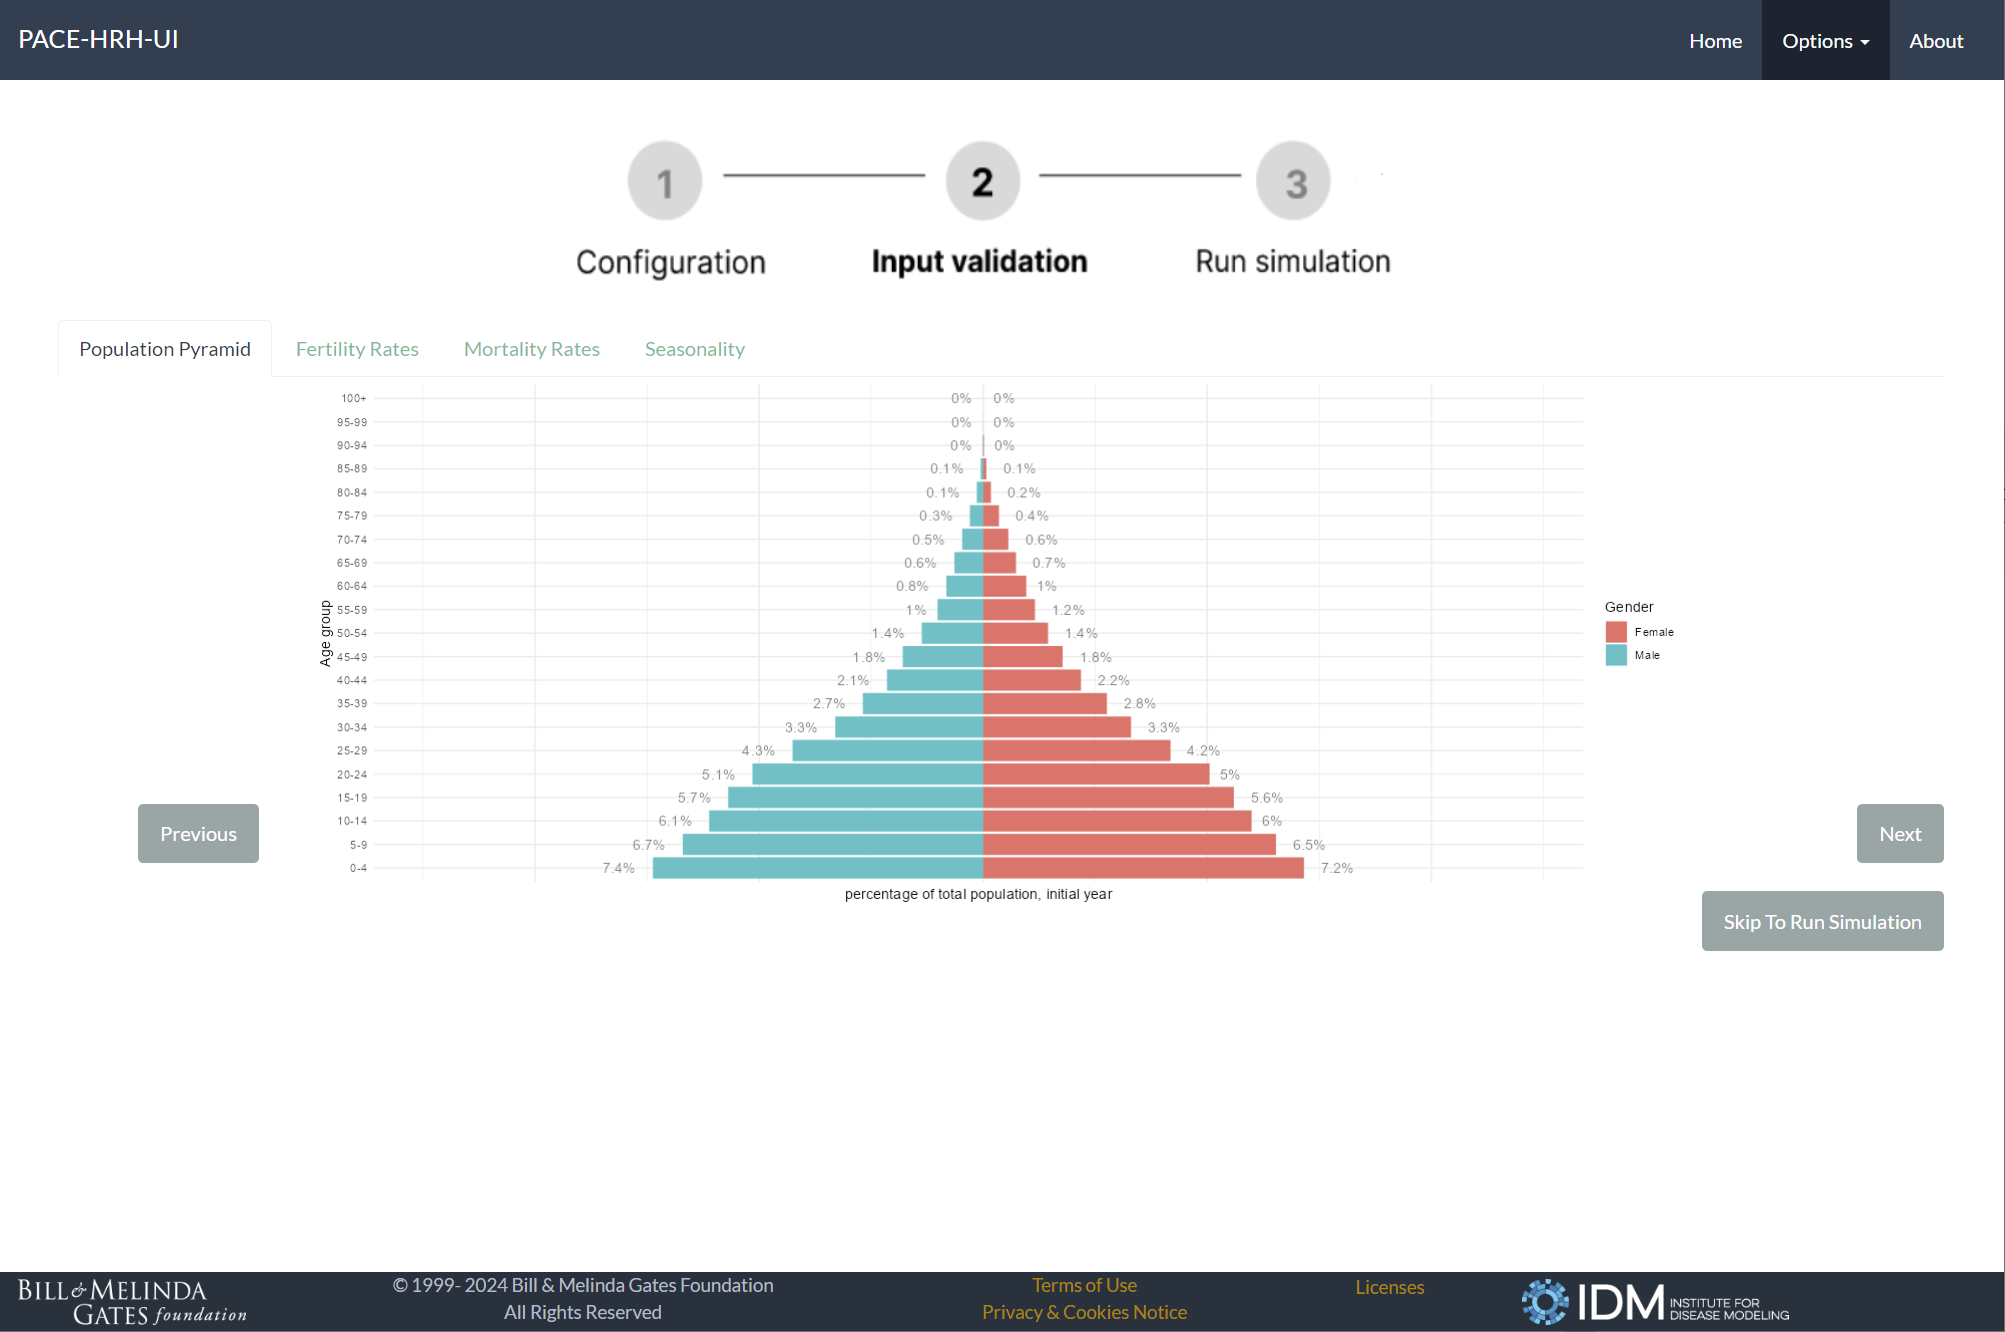 PACE-HRH-UI
Home Options About
1 2 3
Configuration Input validation Run simulation
Population Pyramid Fertility Rates Mortality Rates Seasonality
100+ 0% 0%
95-99 0% 0%
90-94 0% 0%
85-89 0.1% 0.1%
80-84 0.1% 0.2%
75-79 0.3% 0.4%
70-74 0.5% 0.6%
65-69 0.6% 0.7%
60-64 0.8% 1%
55-59 1% 1.2%
50-54 1.4% 1.4%
45-49 1.8% 1.8%
40-44 2.1% 2.2%
35-39 2.7% 2.8%
30-34 3.3% 3.3%
25-29 4.3% 4.2%
20-24 5.1% 5%
15-19 5.7% 5.6%
10-14 6.1% 6%
5-9 6.7% 6.5%
0-4 7.4% 7.2%
Age group
percentage of total population, initial year
Gender
Female
Male
Previous
Next
Skip To Run Simulation
BILL & MELINDA
GATES foundation
© 1999- 2024 Bill & Melinda Gates Foundation
All Rights Reserved
Terms of Use
Privacy & Cookies Notice
Licenses
IDM INSTITUTE FOR
DISEASE MODELING